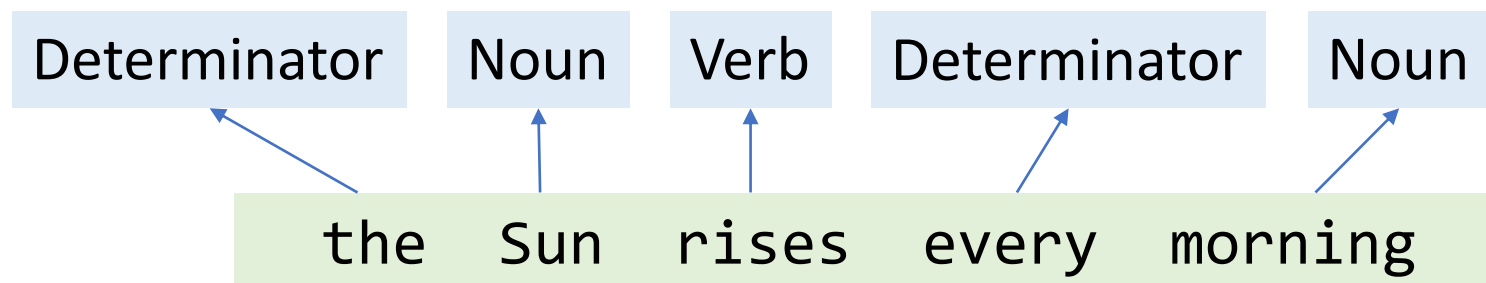 Determinator Noun Verb Determinator Noun
the Sun rises every morning